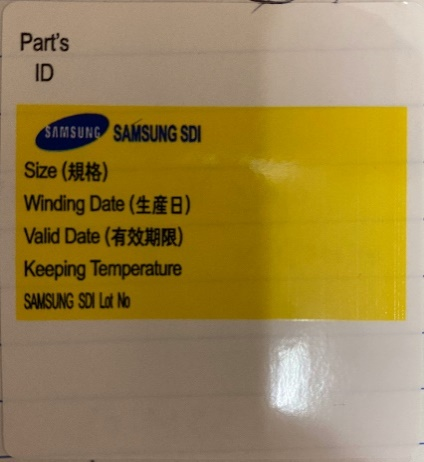 Part's
ID
SAMSUNG SAMSUNG SDI
Size (規格)
Winding Date (生産日)
Valid Date (有效期限)
Keeping Temperature
SAMSUNG SDI Lot No